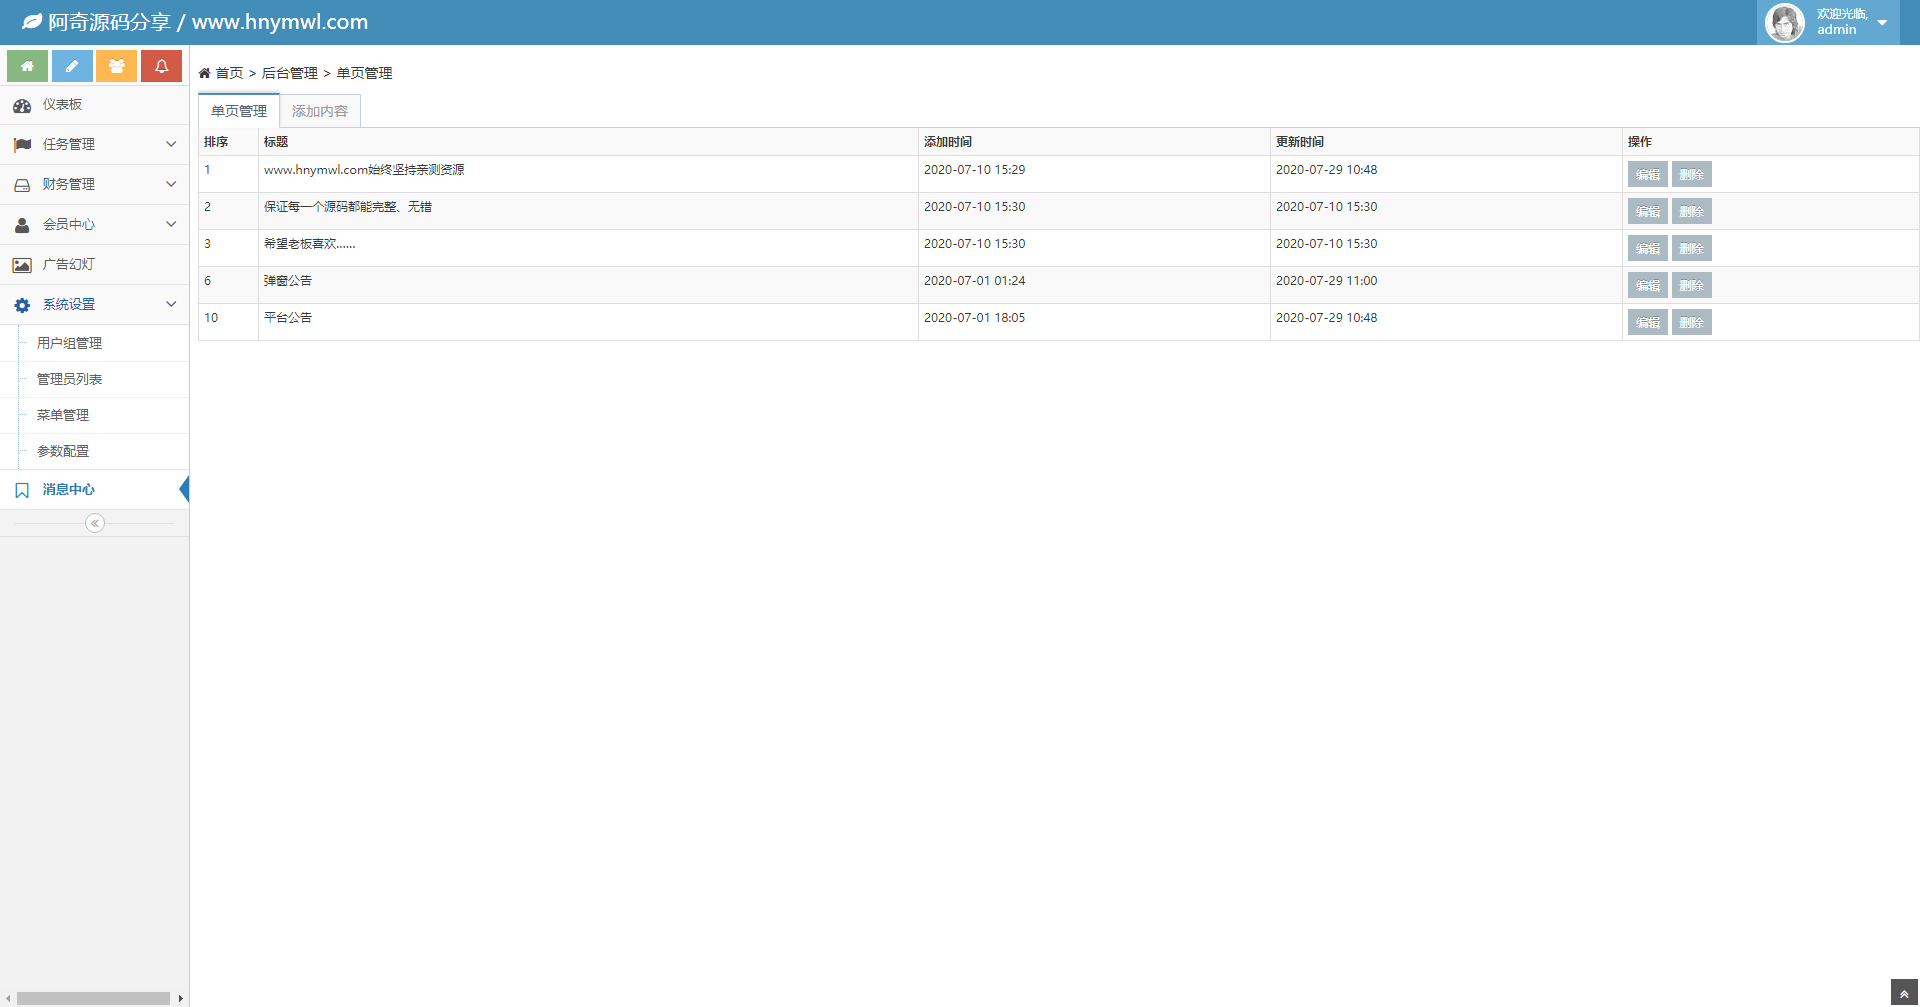 阿奇源码分享 / www.hnymwl.com
欢迎光临,
admin
仪表板
任务管理
财务管理
会员中心
广告幻灯
系统设置
用户组管理
管理员列表
菜单管理
参数配置
消息中心
首页 > 后台管理 > 单页管理
单页管理 添加内容
排序 标题 添加时间 更新时间 操作
1 www.hnymwl.com始终坚持亲测资源 2020-07-10 15:29 2020-07-29 10:48 编辑 删除
2 保证每一个源码都能完整、无错 2020-07-10 15:30 2020-07-10 15:30 编辑 删除
3 希望老板喜欢...... 2020-07-10 15:30 2020-07-10 15:30 编辑 删除
6 弹窗公告 2020-07-01 01:24 2020-07-29 11:00 编辑 删除
10 平台公告 2020-07-01 18:05 2020-07-29 10:48 编辑 删除